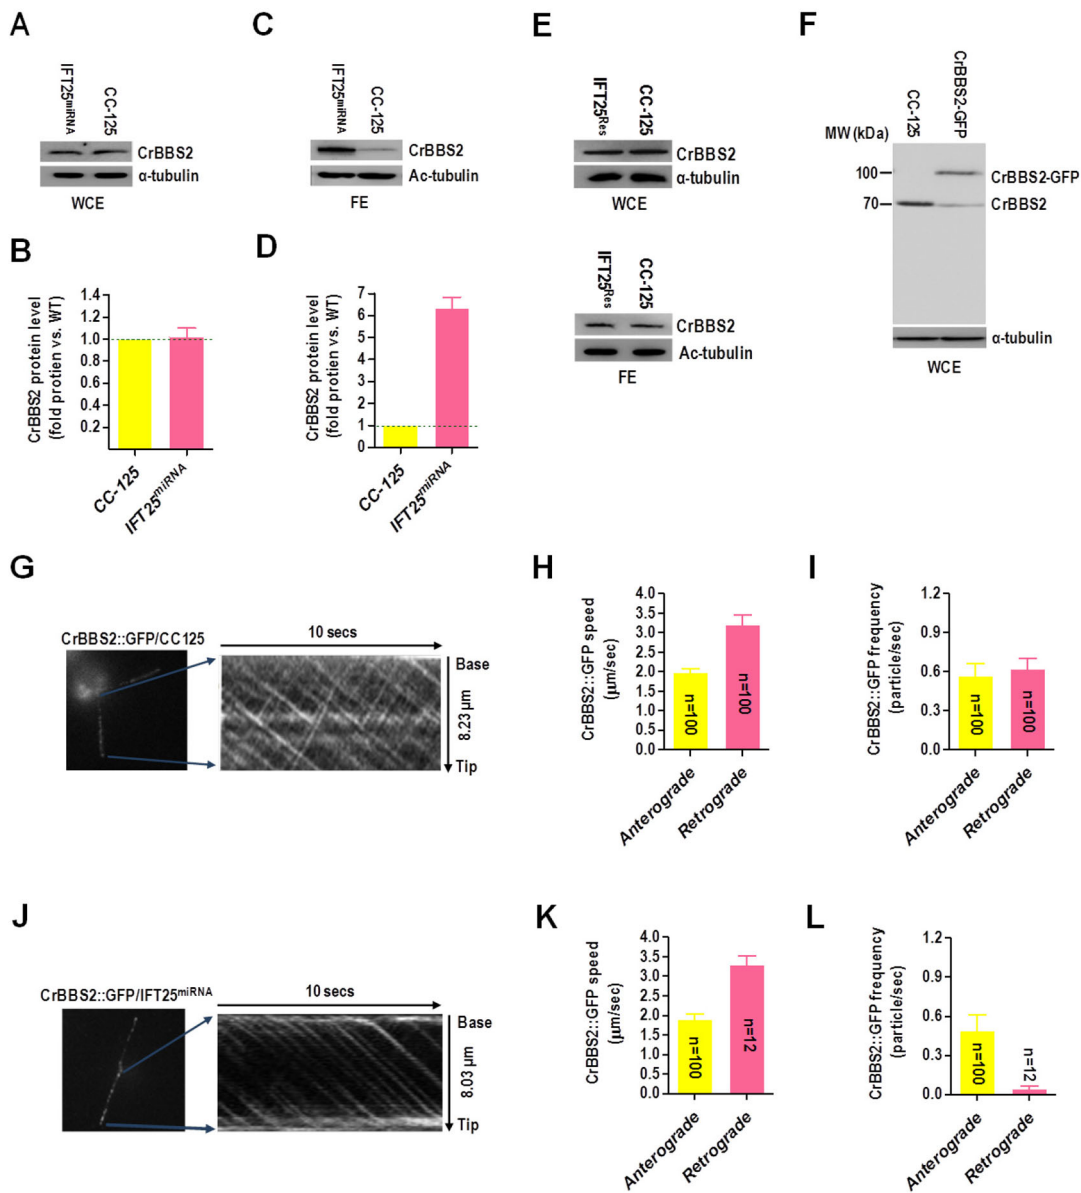 A
IFT25miRNA
CC-125
CrBBS2
α-tubulin
WCE
C
IFT25miRNA
CC-125
CrBBS2
Ac-tubulin
FE
E
IFT25Res
CC-125
CrBBS2
α-tubulin
WCE
IFT25Res
CC-125
CrBBS2
Ac-tubulin
FE
F
CC-125
CrBBS2-GFP
MW (kDa)
100
70
CrBBS2-GFP
CrBBS2
α-tubulin
WCE
B
CrBBS2 protein level
(fold protien vs. WT)
1.4
1.2
1.0
0.8
0.6
0.4
0.2
CC-125
IFT25miRNA
D
CrBBS2 protein level
(fold protien vs. WT)
7
6
5
4
3
2
1
0
CC-125
IFT25miRNA
G
CrBBS2::GFP/CC125
10 secs
Base
8.23 µm
Tip
H
CrBBS2::GFP speed
(µm/sec)
4.0
3.5
3.0
2.5
2.0
1.5
1.0
0.5
0.0
n=100
n=100
Anterograde
Retrograde
I
CrBBS2::GFP frequency
(particle/sec)
1.2
0.9
0.6
0.3
0.0
n=100
n=100
Anterograde
Retrograde
J
CrBBS2::GFP/IFT25miRNA
10 secs
Base
8.03 µm
Tip
K
CrBBS2::GFP speed
(µm/sec)
4.0
3.5
3.0
2.5
2.0
1.5
1.0
0.5
0.0
n=100
n=12
Anterograde
Retrograde
L
CrBBS2::GFP frequency
(particle/sec)
1.2
0.9
0.6
0.3
0.0
n=100
n=12
Anterograde
Retrograde